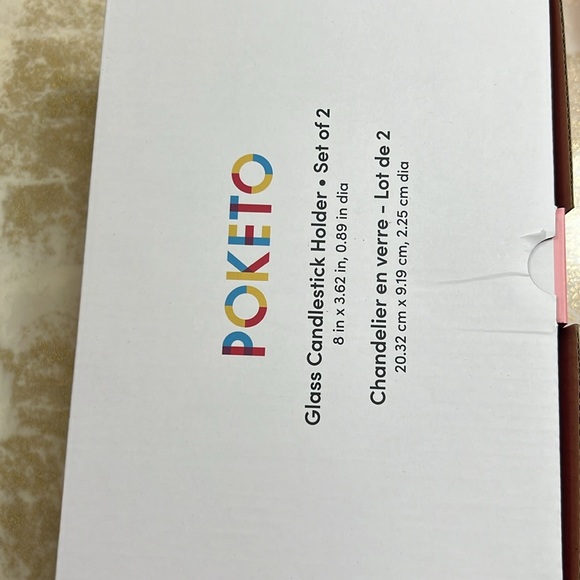 POKETO
Glass Candlestick Holder • Set of 2
8 in x 3.62 in, 0.89 in dia
Chandelier en verre - Lot de 2
20.32 cm x 9.19 cm, 2.25 cm dia